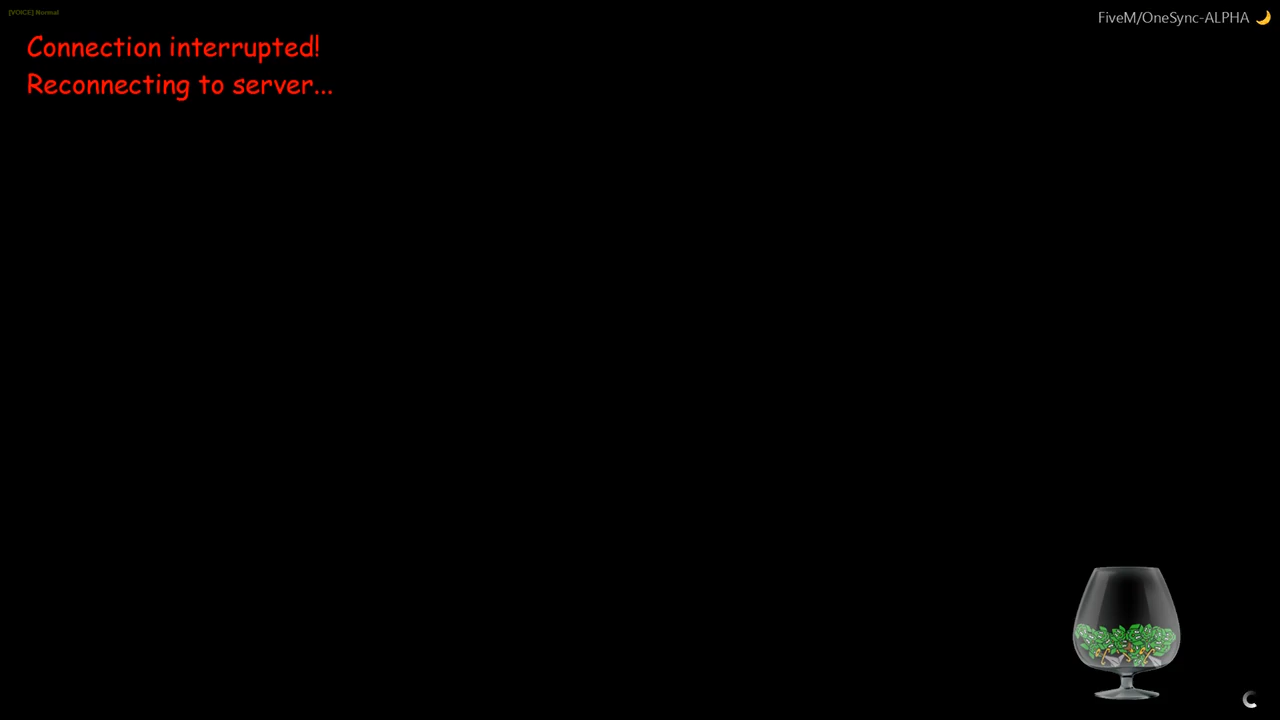 [VOICE] Normal
FiveM/OneSync-ALPHA 🌙
Connection interrupted!
Reconnecting to server...